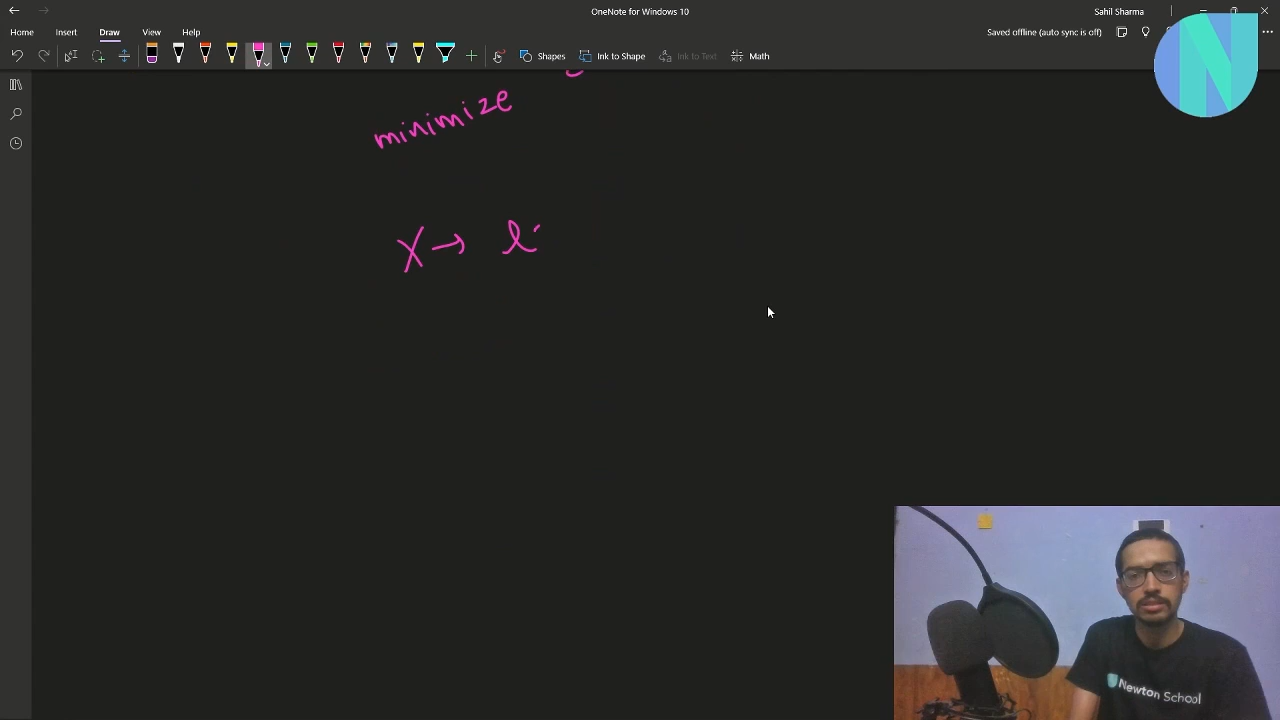 OneNote for Windows 10
Sahil Sharma
Home Insert Draw View Help
Saved offline (auto sync is off)
Shapes Ink to Shape Ink to Text Math
minimize
X →
Newton School